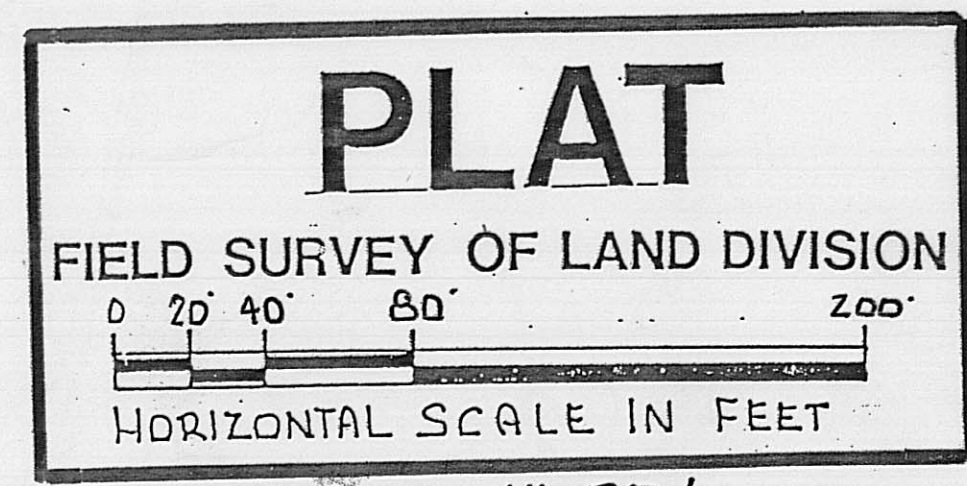 PLAT
FIELD SURVEY OF LAND DIVISION
0 20' 40' 80' 200'
HORIZONTAL SCALE IN FEET